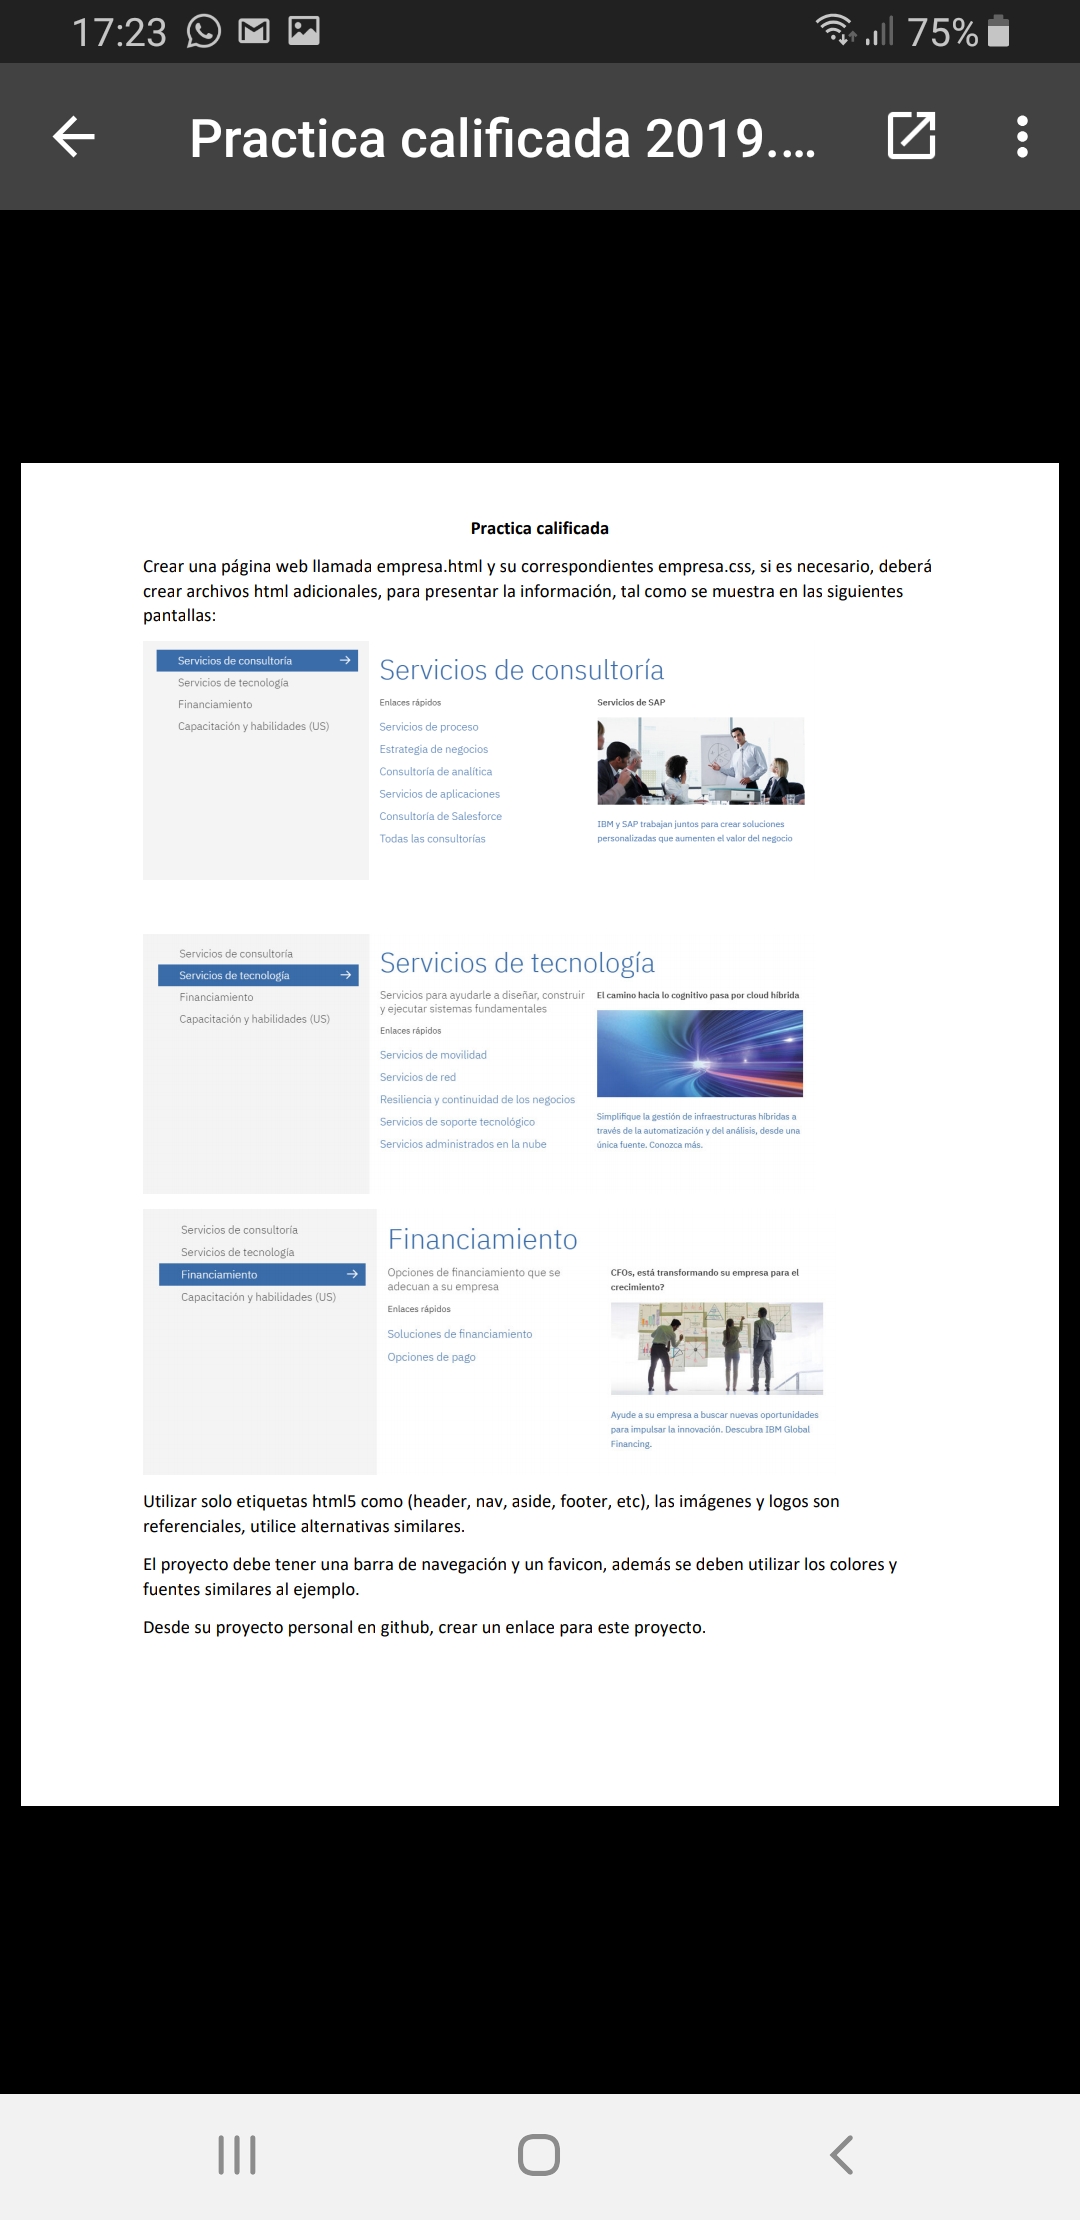 17:23
75%
Practica calificada 2019....
Practica calificada
Crear una página web llamada empresa.html y su correspondientes empresa.css, si es necesario, deberá
crear archivos html adicionales, para presentar la información, tal como se muestra en las siguientes
pantallas:
Servicios de consultoría →
Servicios de tecnología
Financiamiento
Capacitación y habilidades (US)
Servicios de consultoría
Enlaces rápidos
Servicios de proceso
Estrategia de negocios
Consultoría de analítica
Servicios de aplicaciones
Consultoría de Salesforce
Todas las consultorías
Servicios de SAP
IBM y SAP trabajan juntos para crear soluciones
personalizadas que aumenten el valor del negocio
Servicios de consultoría
Servicios de tecnología →
Financiamiento
Capacitación y habilidades (US)
Servicios de tecnología
Servicios para ayudarle a diseñar, construir
y ejecutar sistemas fundamentales
Enlaces rápidos
Servicios de movilidad
Servicios de red
Resiliencia y continuidad de los negocios
Servicios de soporte tecnológico
Servicios administrados en la nube
El camino hacia lo cognitivo pasa por cloud híbrida
Simplifique la gestión de infraestructuras híbridas a
través de la automatización y del análisis, desde una
única fuente. Conozca más.
Servicios de consultoría
Servicios de tecnología
Financiamiento →
Capacitación y habilidades (US)
Financiamiento
Opciones de financiamiento que se
adecuan a su empresa
Enlaces rápidos
Soluciones de financiamiento
Opciones de pago
CFOs, está transformando su empresa para el
crecimiento?
Ayude a su empresa a buscar nuevas oportunidades
para impulsar la innovación. Descubra IBM Global
Financing.
Utilizar solo etiquetas html5 como (header, nav, aside, footer, etc), las imágenes y logos son
referenciales, utilice alternativas similares.
El proyecto debe tener una barra de navegación y un favicon, además se deben utilizar los colores y
fuentes similares al ejemplo.
Desde su proyecto personal en github, crear un enlace para este proyecto.